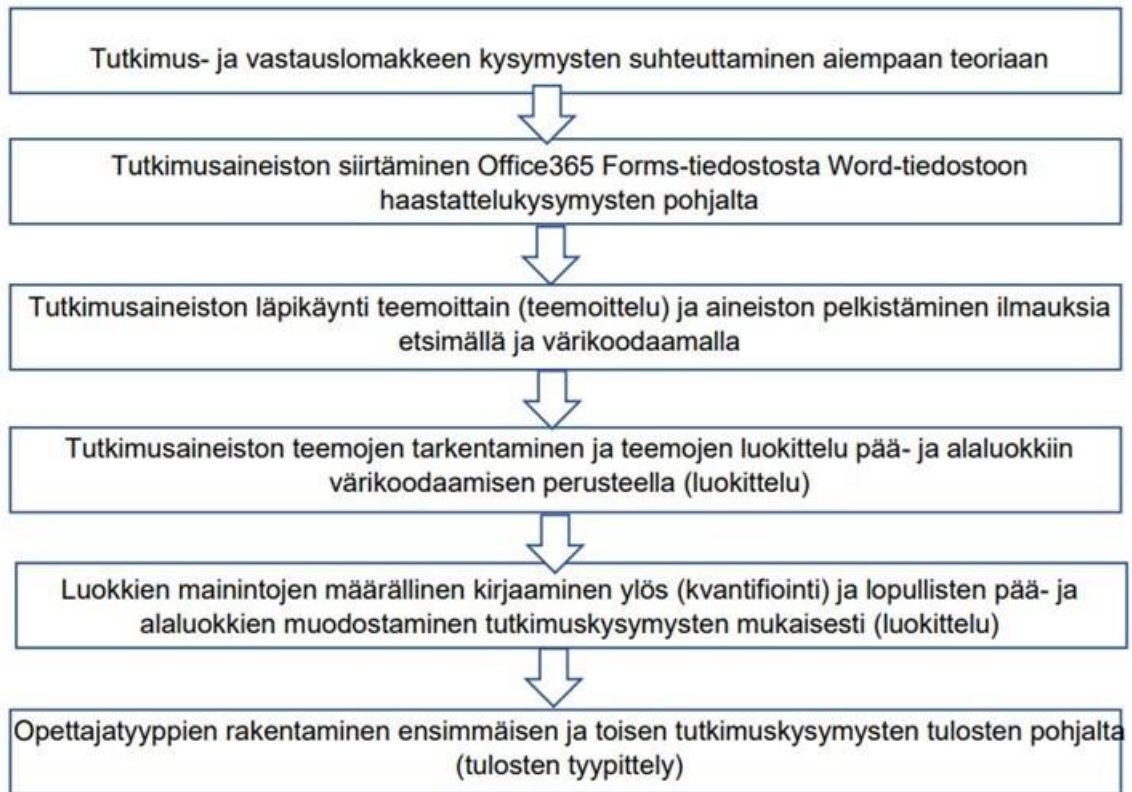 Tutkimus- ja vastauslomakkeen kysymysten suhteuttaminen aiempaan teoriaan
Tutkimusaineiston siirtäminen Office365 Forms-tiedostosta Word-tiedostoon
haastattelukysymysten pohjalta
Tutkimusaineiston läpikäynti teemoittain (teemoittelu) ja aineiston pelkistäminen ilmauksia
etsimällä ja värikoodaamalla
Tutkimusaineiston teemojen tarkentaminen ja teemojen luokittelu pää- ja alaluokkiin
värikoodaamisen perusteella (luokittelu)
Luokkien mainintojen määrällinen kirjaaminen ylös (kvantifiointi) ja lopullisten pää- ja
alaluokkien muodostaminen tutkimuskysymysten mukaisesti (luokittelu)
Opettajatyyppien rakentaminen ensimmäisen ja toisen tutkimuskysymysten tulosten pohjalta
(tulosten tyypittely)